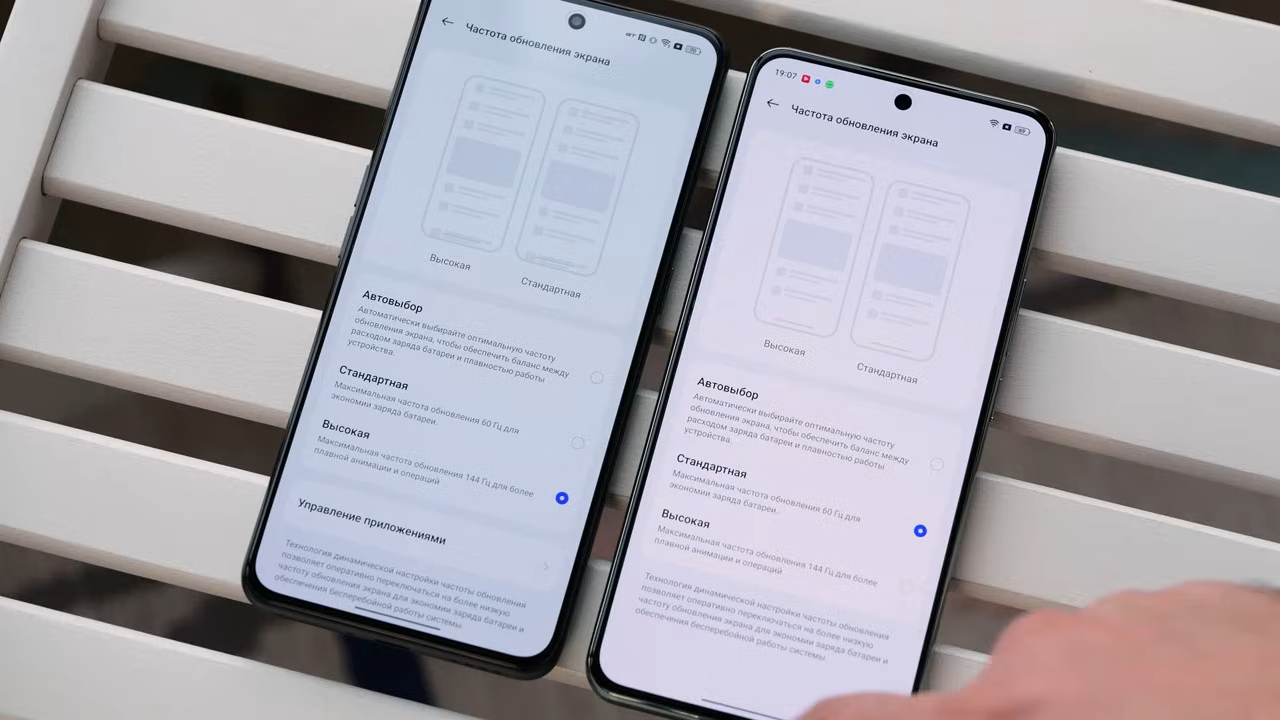 Частота обновления экрана
Высокая
Стандартная
Автовыбор
Автоматически выбирайте оптимальную частоту
обновления экрана, чтобы обеспечить баланс между
расходом заряда батареи и плавностью работы
устройства.
Стандартная
Максимальная частота обновления 60 Гц для
экономии заряда батареи.
Высокая
Максимальная частота обновления 144 Гц для более
плавной анимации и операций
Управление приложениями
Технология динамической настройки частоты обновления
позволяет оперативно переключаться на более низкую
частоту обновления экрана для экономии заряда батареи и
обеспечения бесперебойной работы системы.
19:07
Частота обновления экрана
Высокая
Стандартная
Автовыбор
Автоматически выбирайте оптимальную частоту
обновления экрана, чтобы обеспечить баланс между
расходом заряда батареи и плавностью работы
устройства.
Стандартная
Максимальная частота обновления 60 Гц для
экономии заряда батареи.
Высокая
Максимальная частота обновления 144 Гц для более
плавной анимации и операций
Технология динамической настройки частоты обновления
позволяет оперативно переключаться на более низкую
частоту обновления экрана для экономии заряда батареи и
обеспечения бесперебойной работы системы.